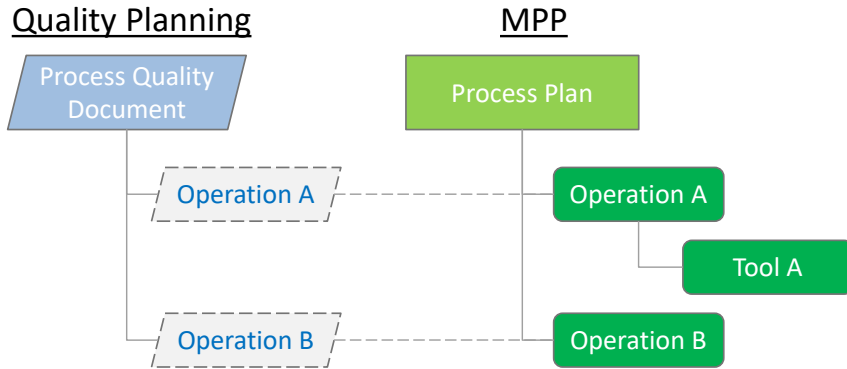 Quality Planning
MPP
Process Quality
Document
Process Plan
Operation A
Operation A
Tool A
Operation B
Operation B